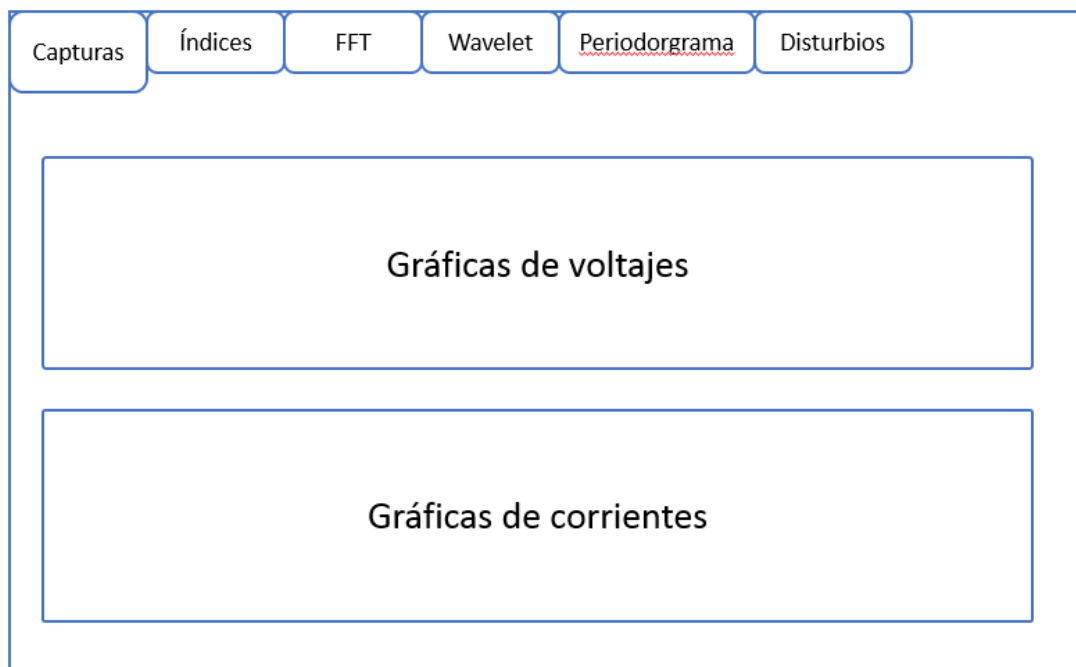 Capturas
Índices
FFT
Wavelet
Periodorgrama
Disturbios
Gráficas de voltajes
Gráficas de corrientes